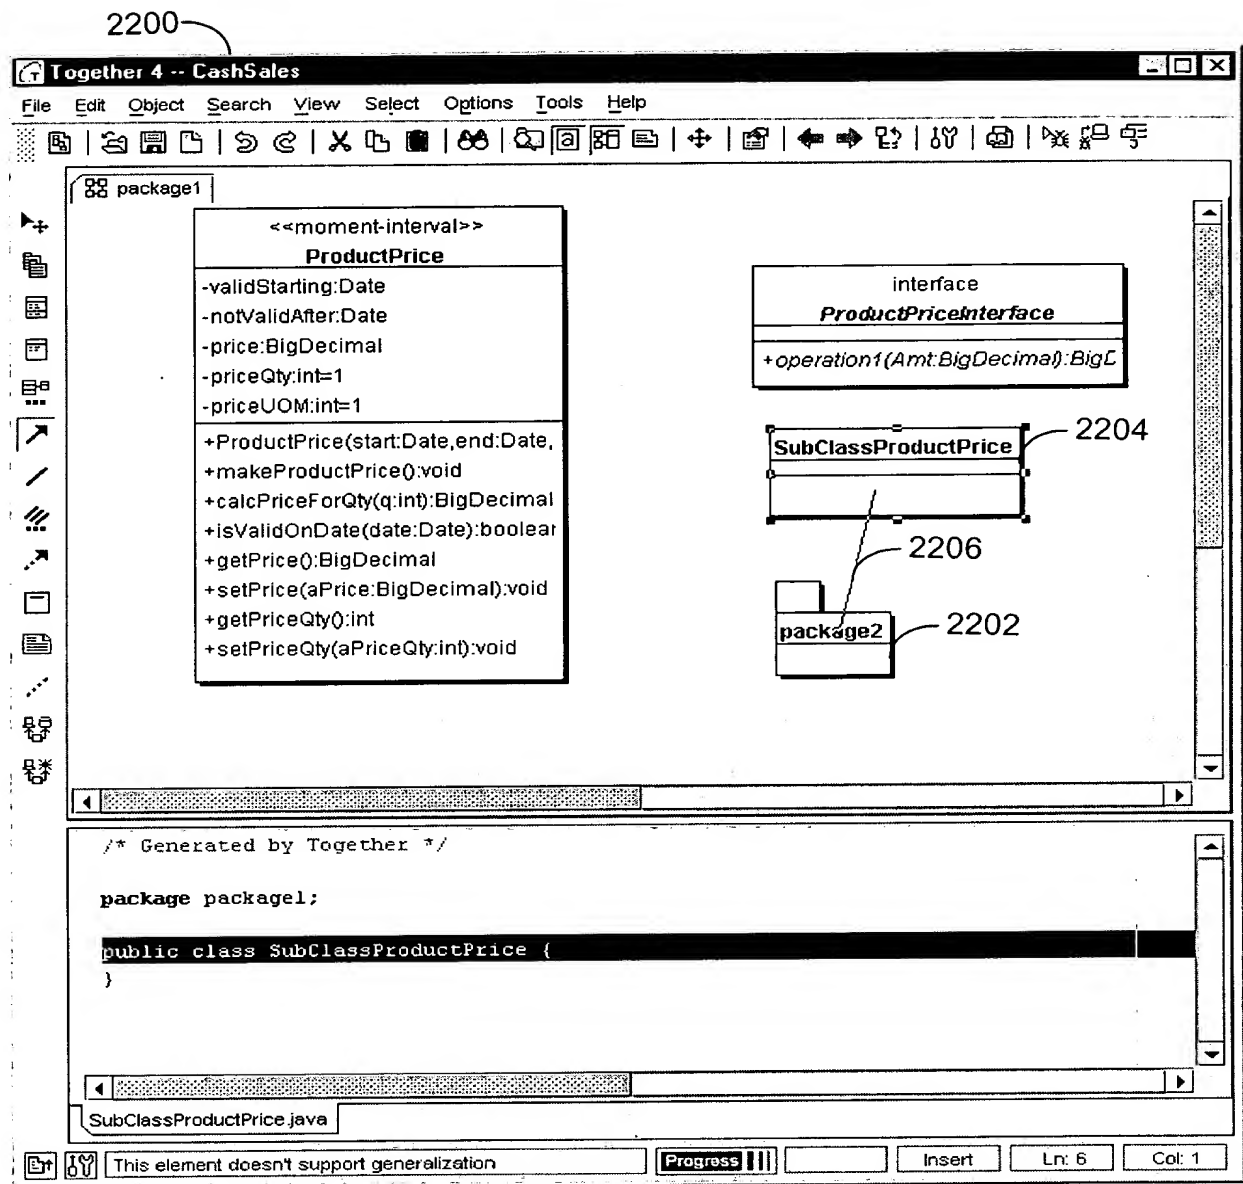 2200
Together 4 -- CashSales
File Edit Object Search View Select Options Tools Help
package1
<<moment-interval>>
ProductPrice
-validStarting:Date
-notValidAfter:Date
-price:BigDecimal
-priceQty:int=1
-priceUOM:int=1
+ProductPrice(start:Date,end:Date,
+makeProductPrice():void
+calcPriceForQty(q:int):BigDecimal
+isValidOnDate(date:Date):boolear
+getPrice():BigDecimal
+setPrice(aPrice:BigDecimal):void
+getPriceQty():int
+setPriceQty(aPriceQty:int):void
interface
ProductPriceInterface
+operation1(Amt:BigDecimal):BigD
SubClassProductPrice
2204
2206
package2
2202
/* Generated by Together */
package package1;
public class SubClassProductPrice {
}
SubClassProductPrice.java
This element doesn't support generalization
Progress
Insert
Ln: 6
Col: 1